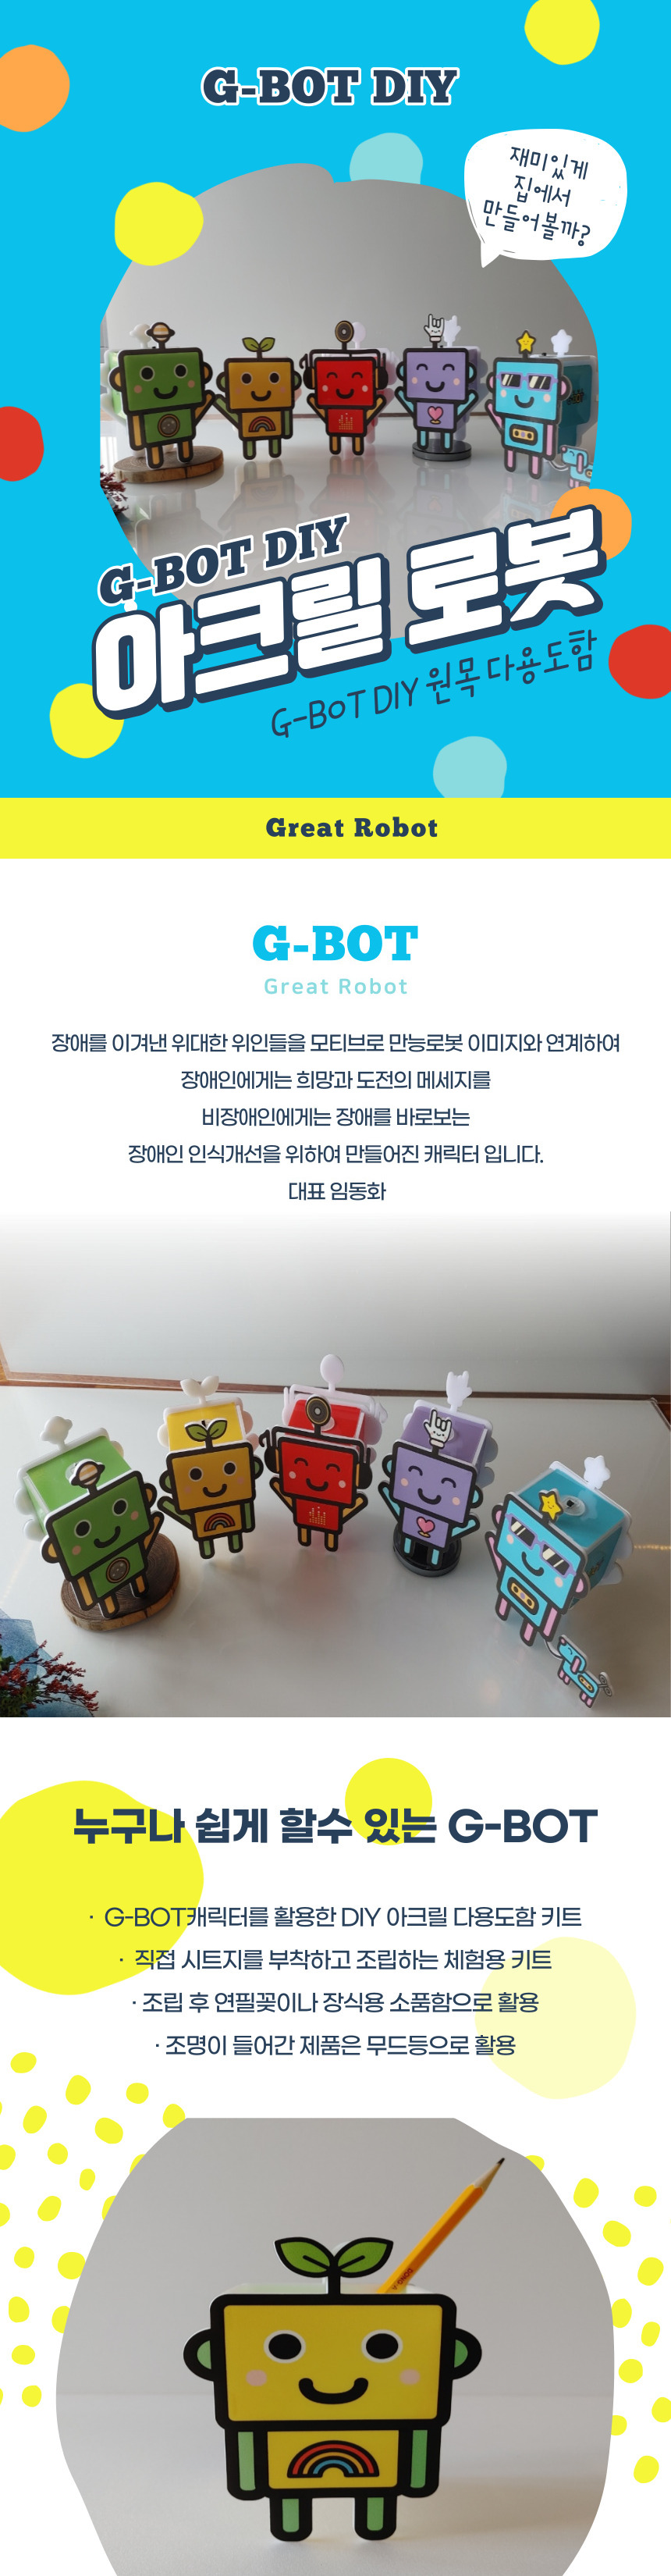 G-BOT DIY
재미있게
집에서
만들어볼까?
G-BOT DIY
아크릴 로봇
G-BOT DIY 원목 다용도함
Great Robot
G-BOT
Great Robot
장애를 이겨낸 위대한 위인들을 모티브로 만능로봇 이미지와 연계하여
장애인에게는 희망과 도전의 메세지를
비장애인에게는 장애를 바로보는
장애인 인식개선을 위하여 만들어진 캐릭터 입니다.
대표 임동화
누구나 쉽게 할수 있는 G-BOT
· G-BOT캐릭터를 활용한 DIY 아크릴 다용도함 키트
· 직접 시트지를 부착하고 조립하는 체험용 키트
· 조립 후 연필꽂이나 장식용 소품함으로 활용
· 조명이 들어간 제품은 무드등으로 활용